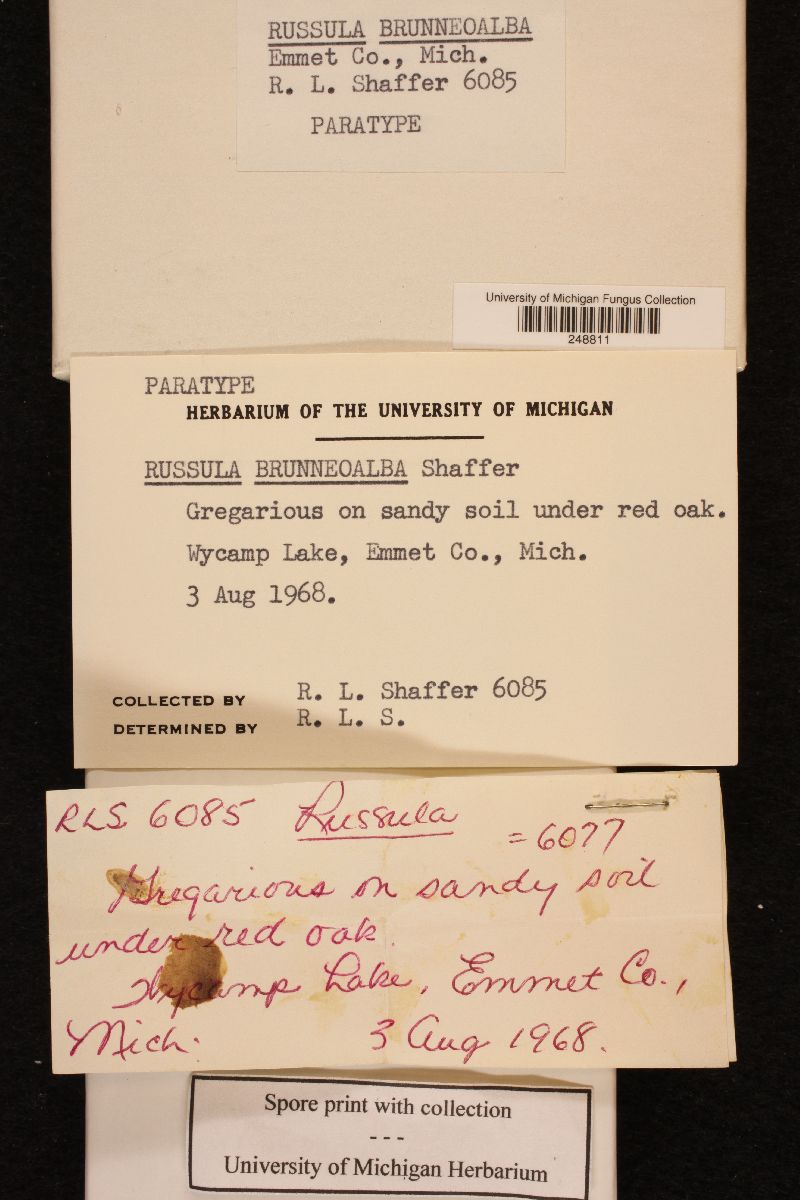 RUSSULA BRUNNEOALBA
Emmet Co., Mich.
R. L. Shaffer 6085
PARATYPE
University of Michigan Fungus Collection
248811
PARATYPE
HERBARIUM OF THE UNIVERSITY OF MICHIGAN
RUSSULA BRUNNEOALBA Shaffer
Gregarious on sandy soil under red oak.
Wycamp Lake, Emmet Co., Mich.
3 Aug 1968.
COLLECTED BY R. L. Shaffer 6085
DETERMINED BY R. L. S.
RLS 6085 Russula
= 6077
Gregarious on sandy soil
under red oak.
Wycamp Lake, Emmet Co.,
Mich. 3 Aug 1968.
Spore print with collection
---
University of Michigan Herbarium